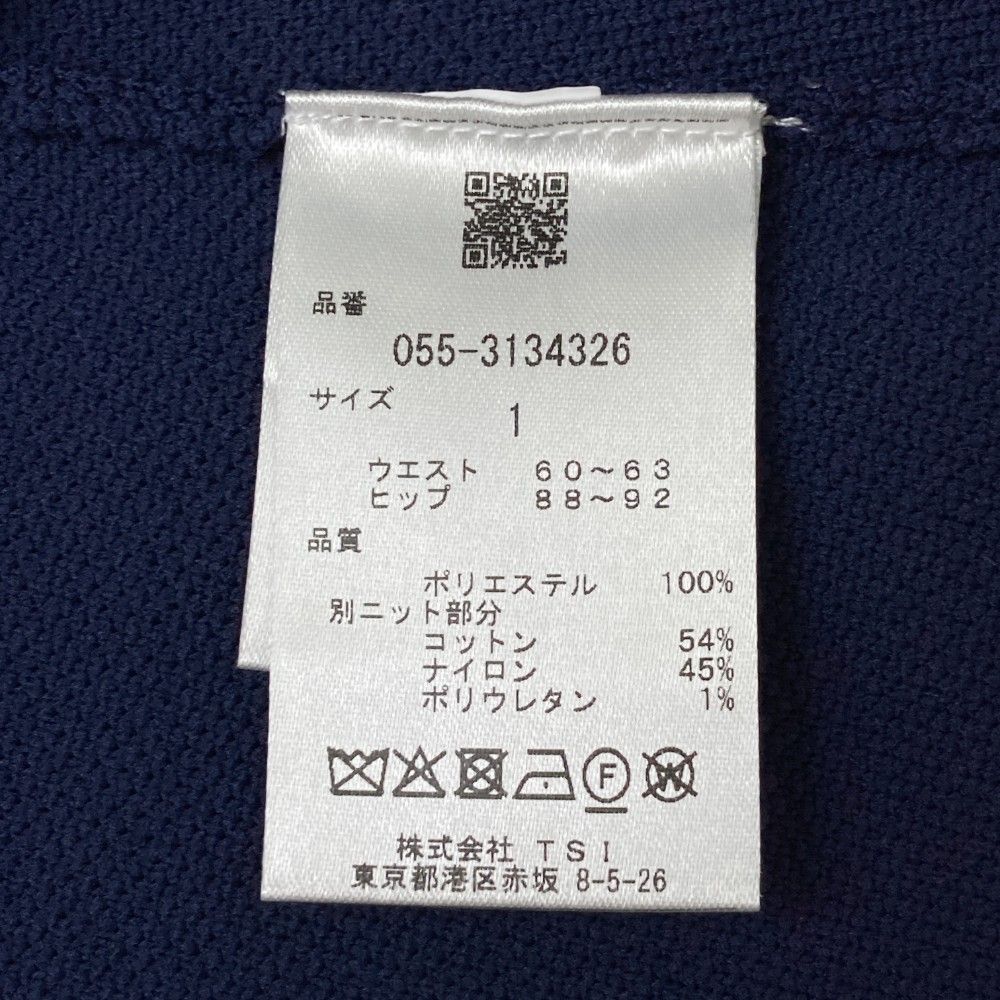 品番
055-3134326
サイズ
1
ウエスト 60～63
ヒップ 88～92
品質
ポリエステル 100%
別ニット部分
コットン 54%
ナイロン 45%
ポリウレタン 1%
F W
株式会社 TSI
東京都港区赤坂 8-5-26